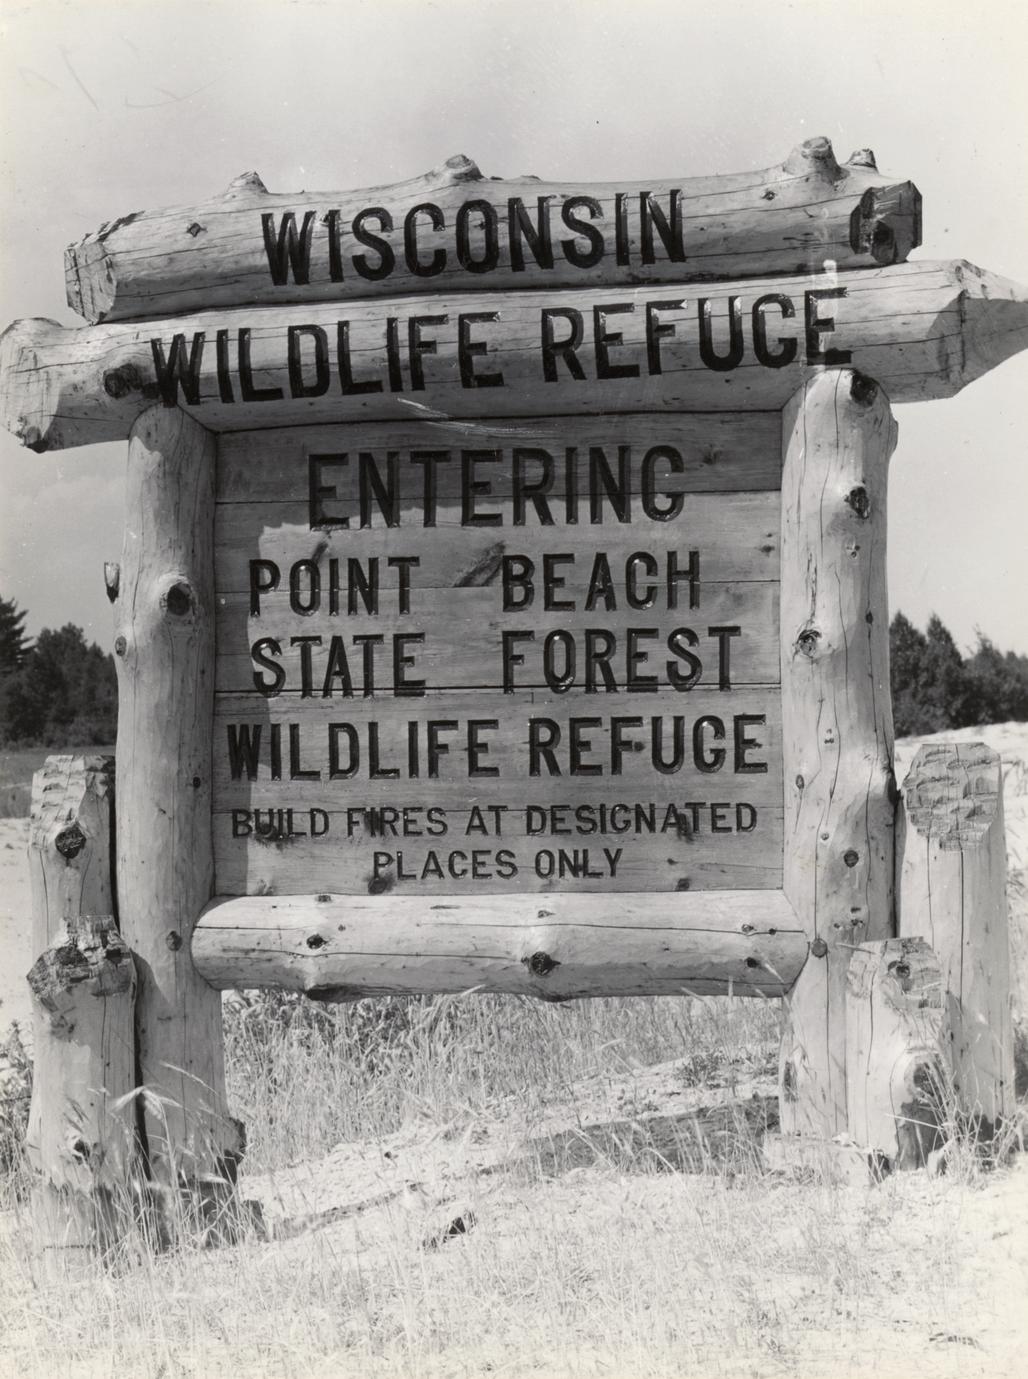 WISCONSIN
WILDLIFE REFUGE
ENTERING
POINT BEACH
STATE FOREST
WILDLIFE REFUGE
BUILD FIRES AT DESIGNATED
PLACES ONLY